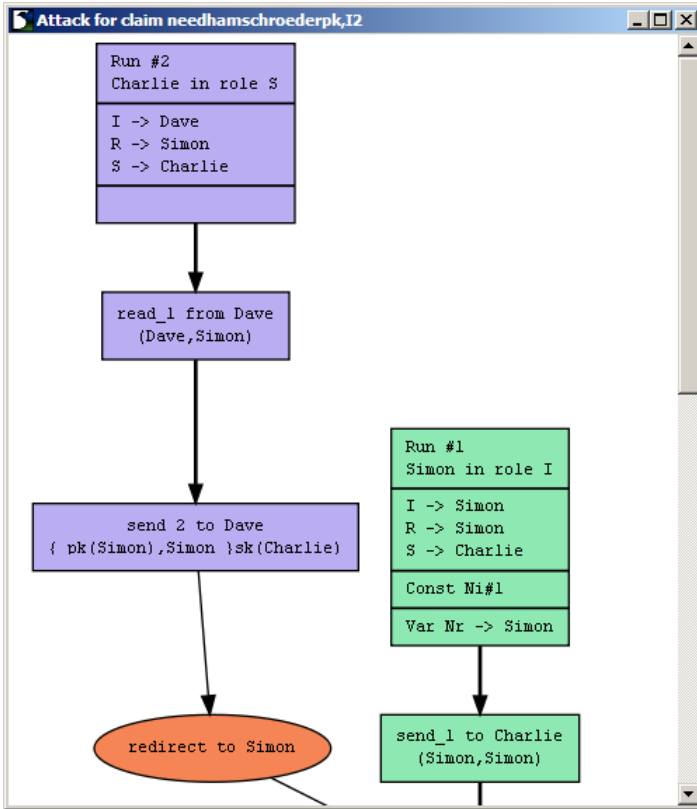 Attack for claim needhamschroederpk,I2
Run #2
Charlie in role S
I -> Dave
R -> Simon
S -> Charlie
read_1 from Dave
(Dave,Simon)
send 2 to Dave
{ pk(Simon),Simon }sk(Charlie)
redirect to Simon
Run #1
Simon in role I
I -> Simon
R -> Simon
S -> Charlie
Const Ni#1
Var Nr -> Simon
send_1 to Charlie
(Simon,Simon)